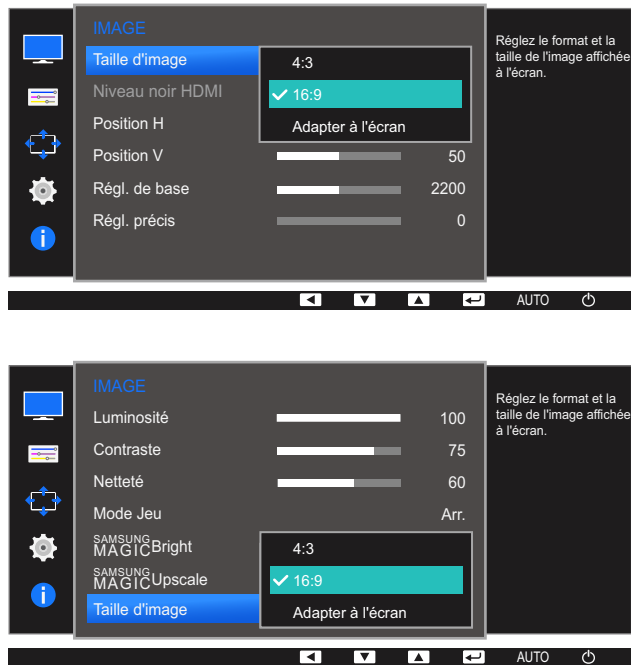 IMAGE
Taille d'image
4:3
Niveau noir HDMI
16:9
Position H
Adapter à l'écran
Position V
50
Régl. de base
2200
Régl. précis
0
Réglez le format et la
taille de l'image affichée
à l'écran.
i
AUTO
IMAGE
Luminosité
100
Contraste
75
Netteté
60
Mode Jeu
Arr.
SAMSUNG
MAGICBright
4:3
SAMSUNG
MAGICUpscale
16:9
Taille d'image
Adapter à l'écran
Réglez le format et la
taille de l'image affichée
à l'écran.
i
AUTO